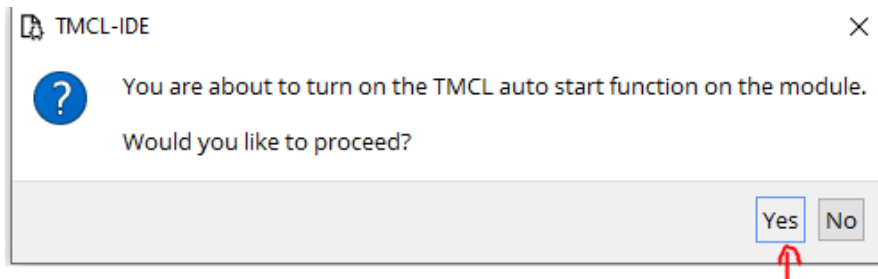 TMCL-IDE
You are about to turn on the TMCL auto start function on the module.
Would you like to proceed?
Yes No